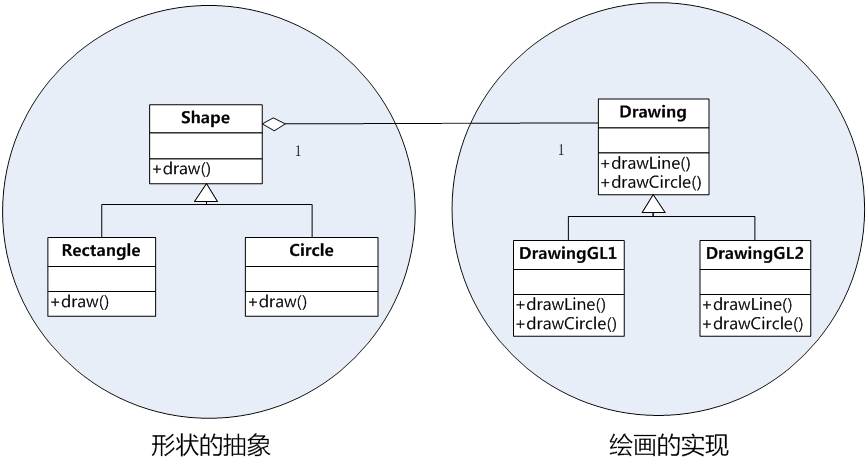 Shape
+draw()
1
Rectangle
+draw()
Circle
+draw()
形状的抽象
Drawing
+drawLine()
+drawCircle()
1
DrawingGL1
+drawLine()
+drawCircle()
DrawingGL2
+drawLine()
+drawCircle()
绘画的实现